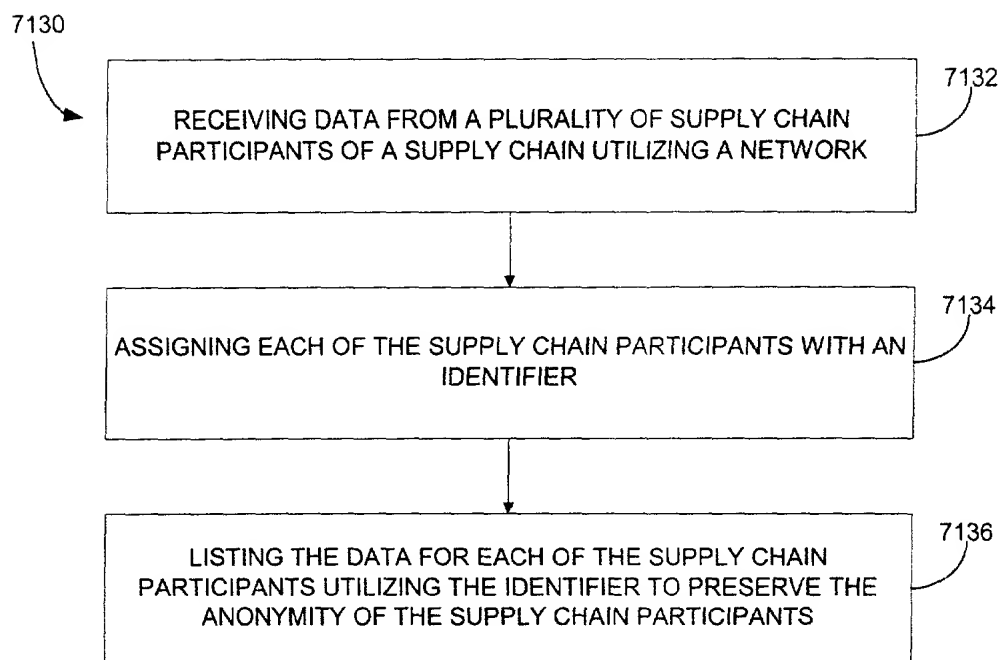 7130
7132
RECEIVING DATA FROM A PLURALITY OF SUPPLY CHAIN
PARTICIPANTS OF A SUPPLY CHAIN UTILIZING A NETWORK
7134
ASSIGNING EACH OF THE SUPPLY CHAIN PARTICIPANTS WITH AN
IDENTIFIER
7136
LISTING THE DATA FOR EACH OF THE SUPPLY CHAIN
PARTICIPANTS UTILIZING THE IDENTIFIER TO PRESERVE THE
ANONYMITY OF THE SUPPLY CHAIN PARTICIPANTS